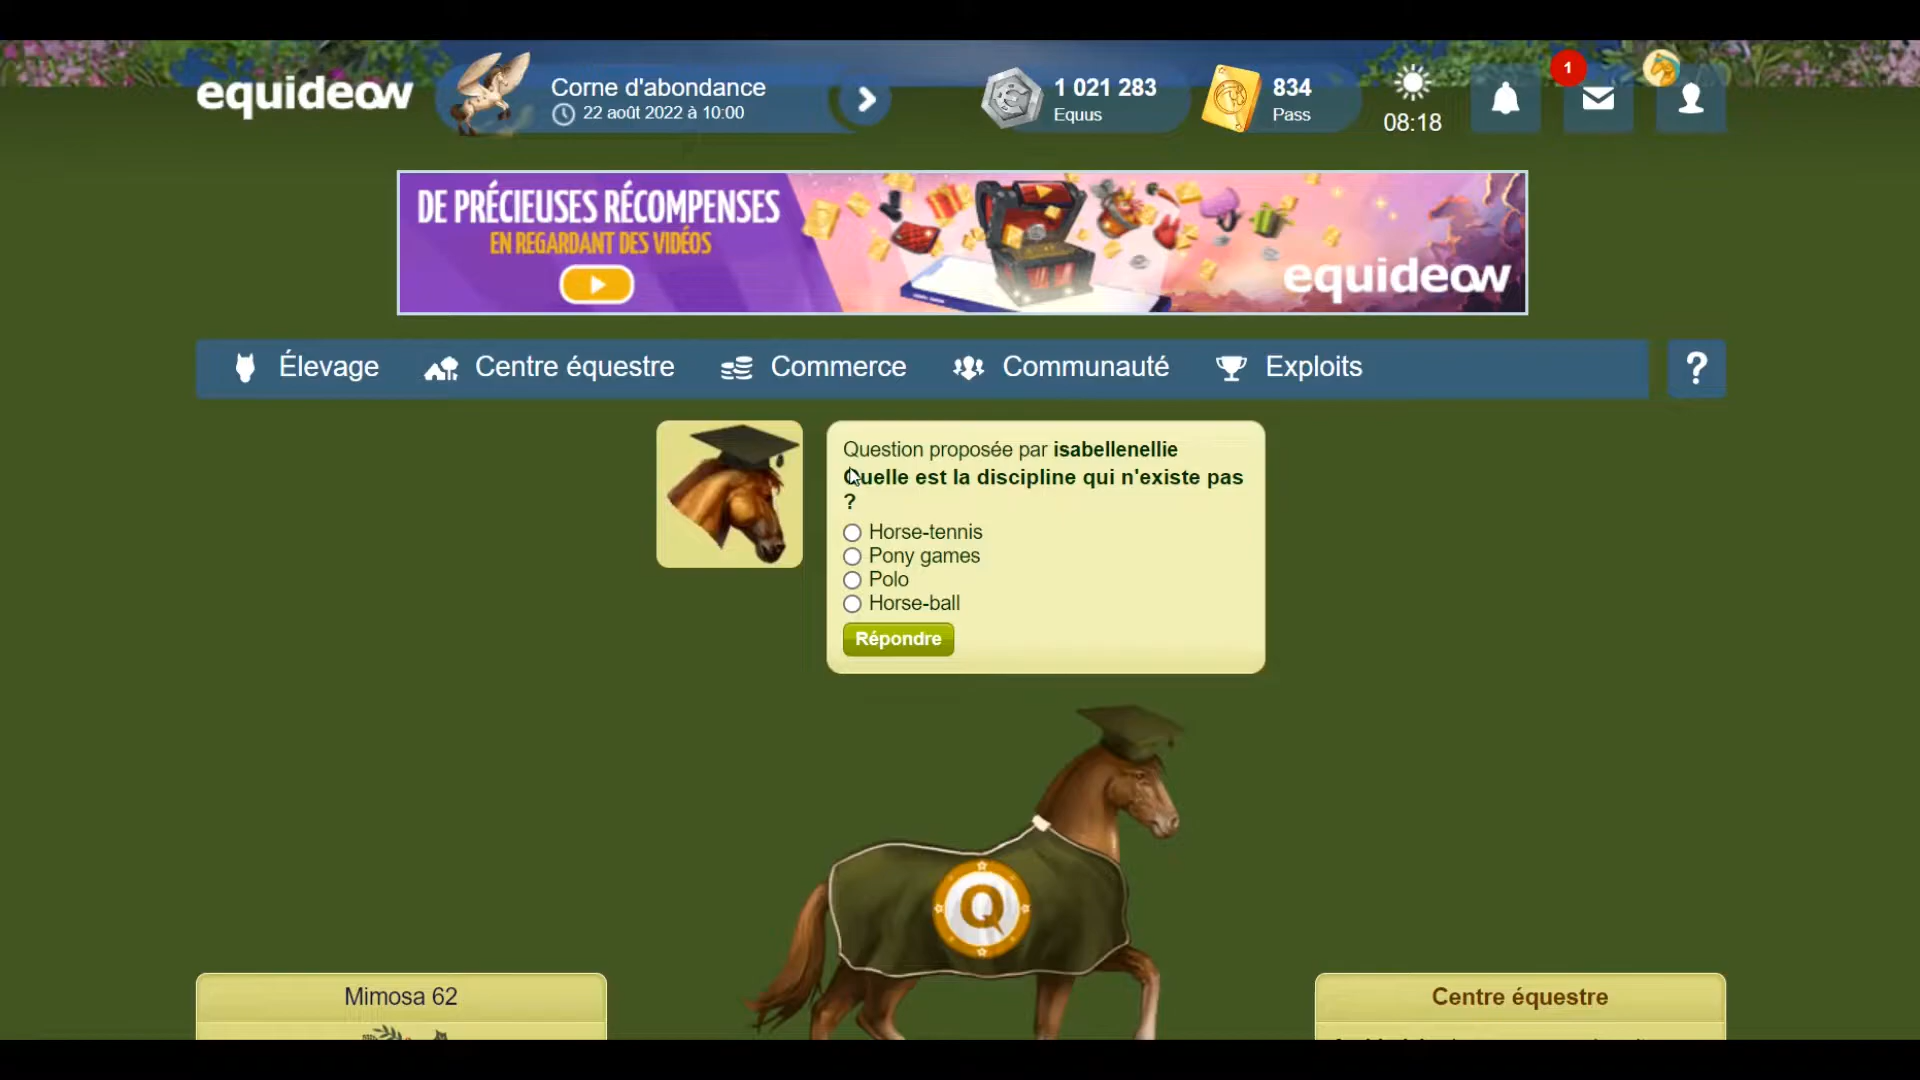 equideow
Corne d'abondance
22 août 2022 à 10:00
1 021 283
Equus
834
Pass
08:18
1
DE PRÉCIEUSES RÉCOMPENSES
EN REGARDANT DES VIDÉOS
equideow
Élevage
Centre équestre
Commerce
Communauté
Exploits
?
Question proposée par isabellenellie
Quelle est la discipline qui n'existe pas
?
Horse-tennis
Pony games
Polo
Horse-ball
Répondre
Q
Mimosa 62
Centre équestre